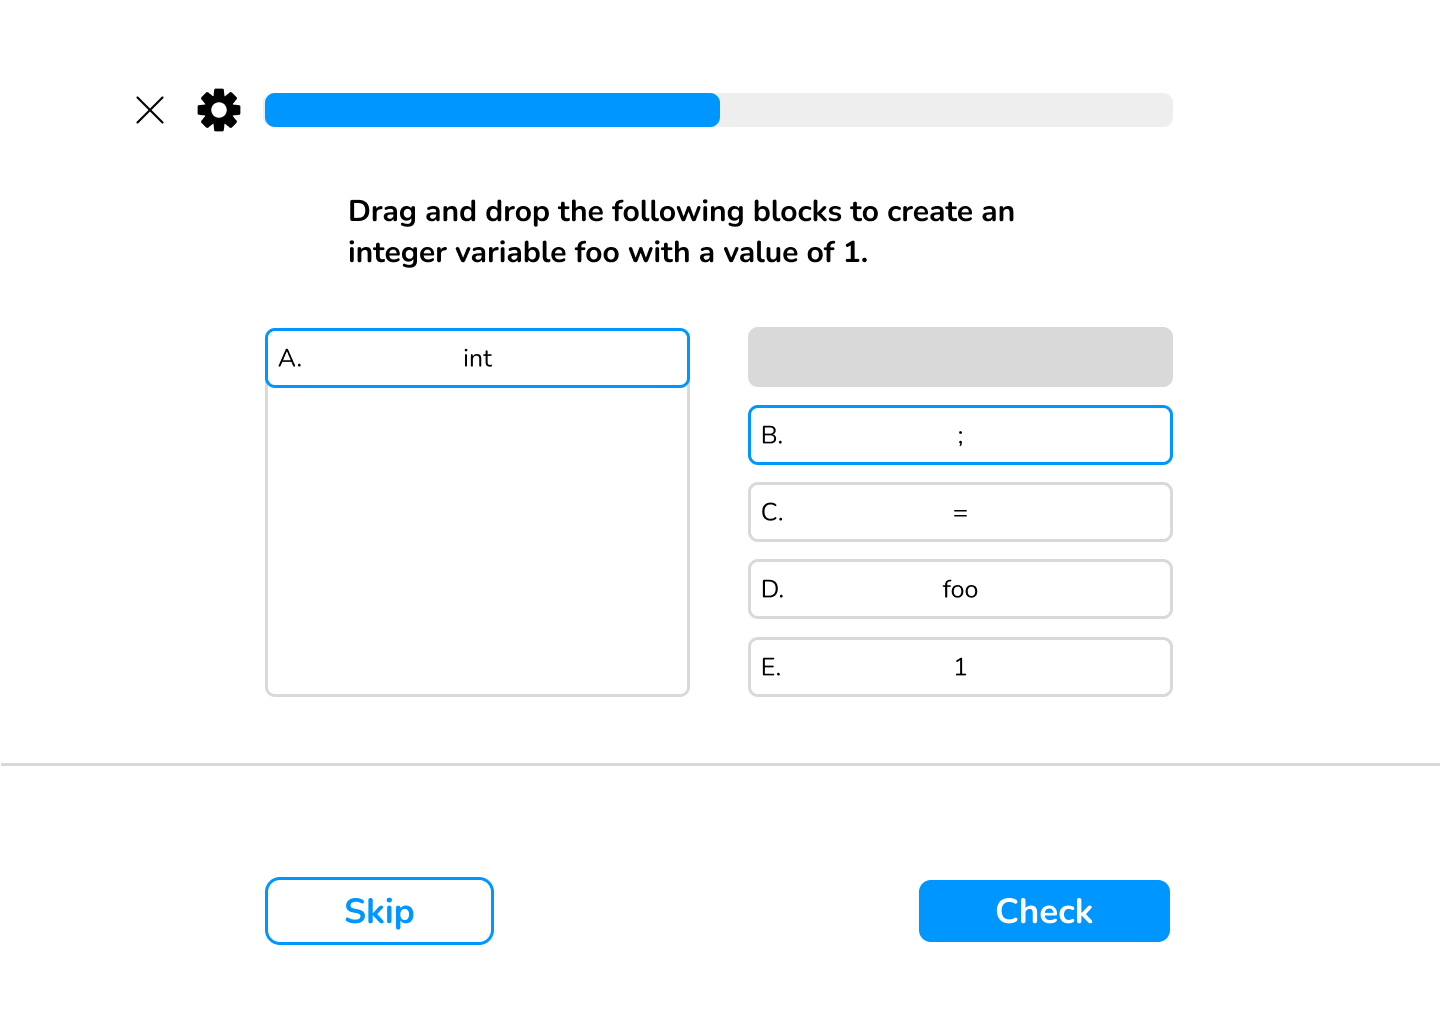 Drag and drop the following blocks to create an
integer variable foo with a value of 1.
A. int
B. ;
C. =
D. foo
E. 1
Skip
Check